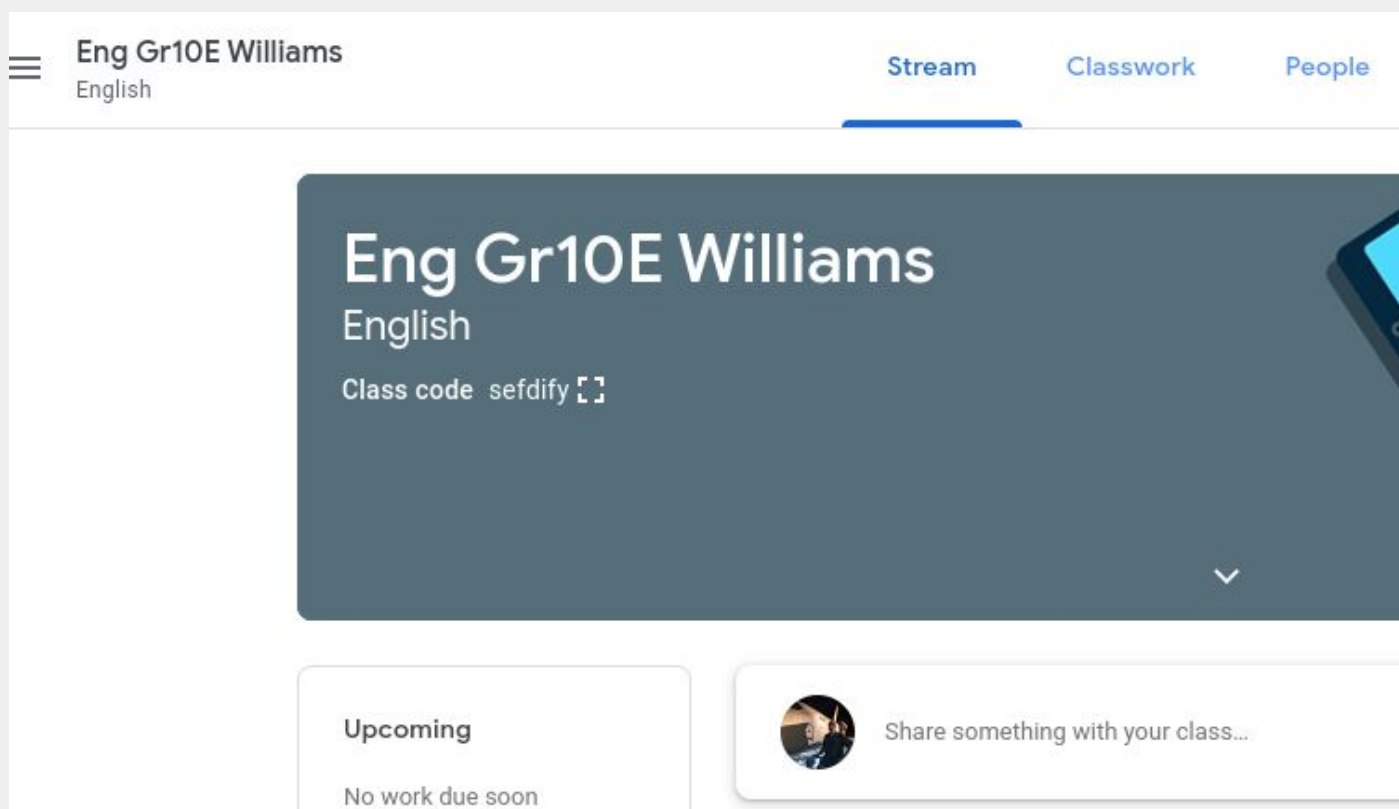 Eng Gr10E Williams
English
Stream Classwork People
Eng Gr10E Williams
English
Class code sefdify
Upcoming
No work due soon
Share something with your class...